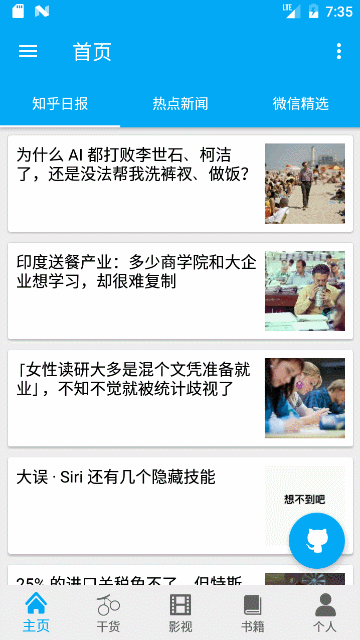 LTE
7:35
首页
知乎日报
热点新闻
微信精选
为什么 AI 都打败李世石、柯洁
了，还是没法帮我洗裤衩、做饭？
印度送餐产业：多少商学院和大企
业想学习，却很难复制
「女性读研大多是混个文凭准备就
业」，不知不觉就被统计歧视了
大误 · Siri 还有几个隐藏技能
想不到吧
25% 的进口关税免不了，但特斯
主页
干货
影视
书籍
个人